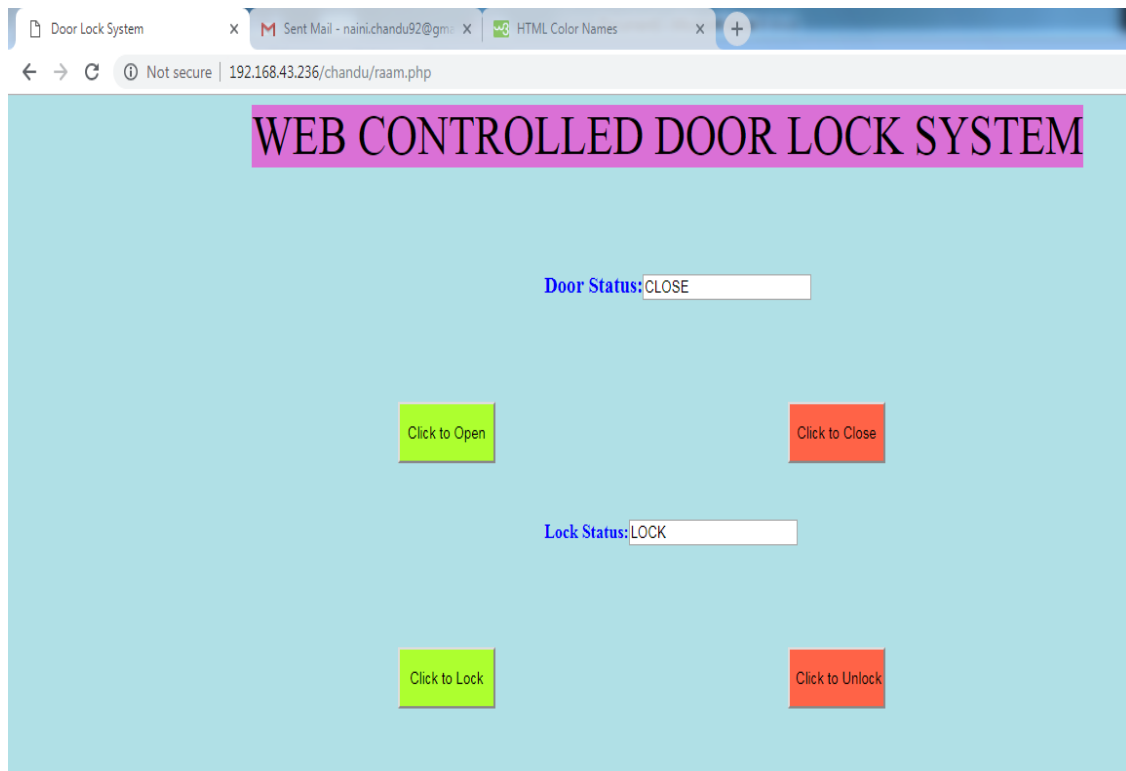 Door Lock System Sent Mail - naini.chandu92@gma HTML Color Names
Not secure 192.168.43.236/chandu/raam.php
WEB CONTROLLED DOOR LOCK SYSTEM
Door Status: CLOSE
Click to Open Click to Close
Lock Status: LOCK
Click to Lock Click to Unlock